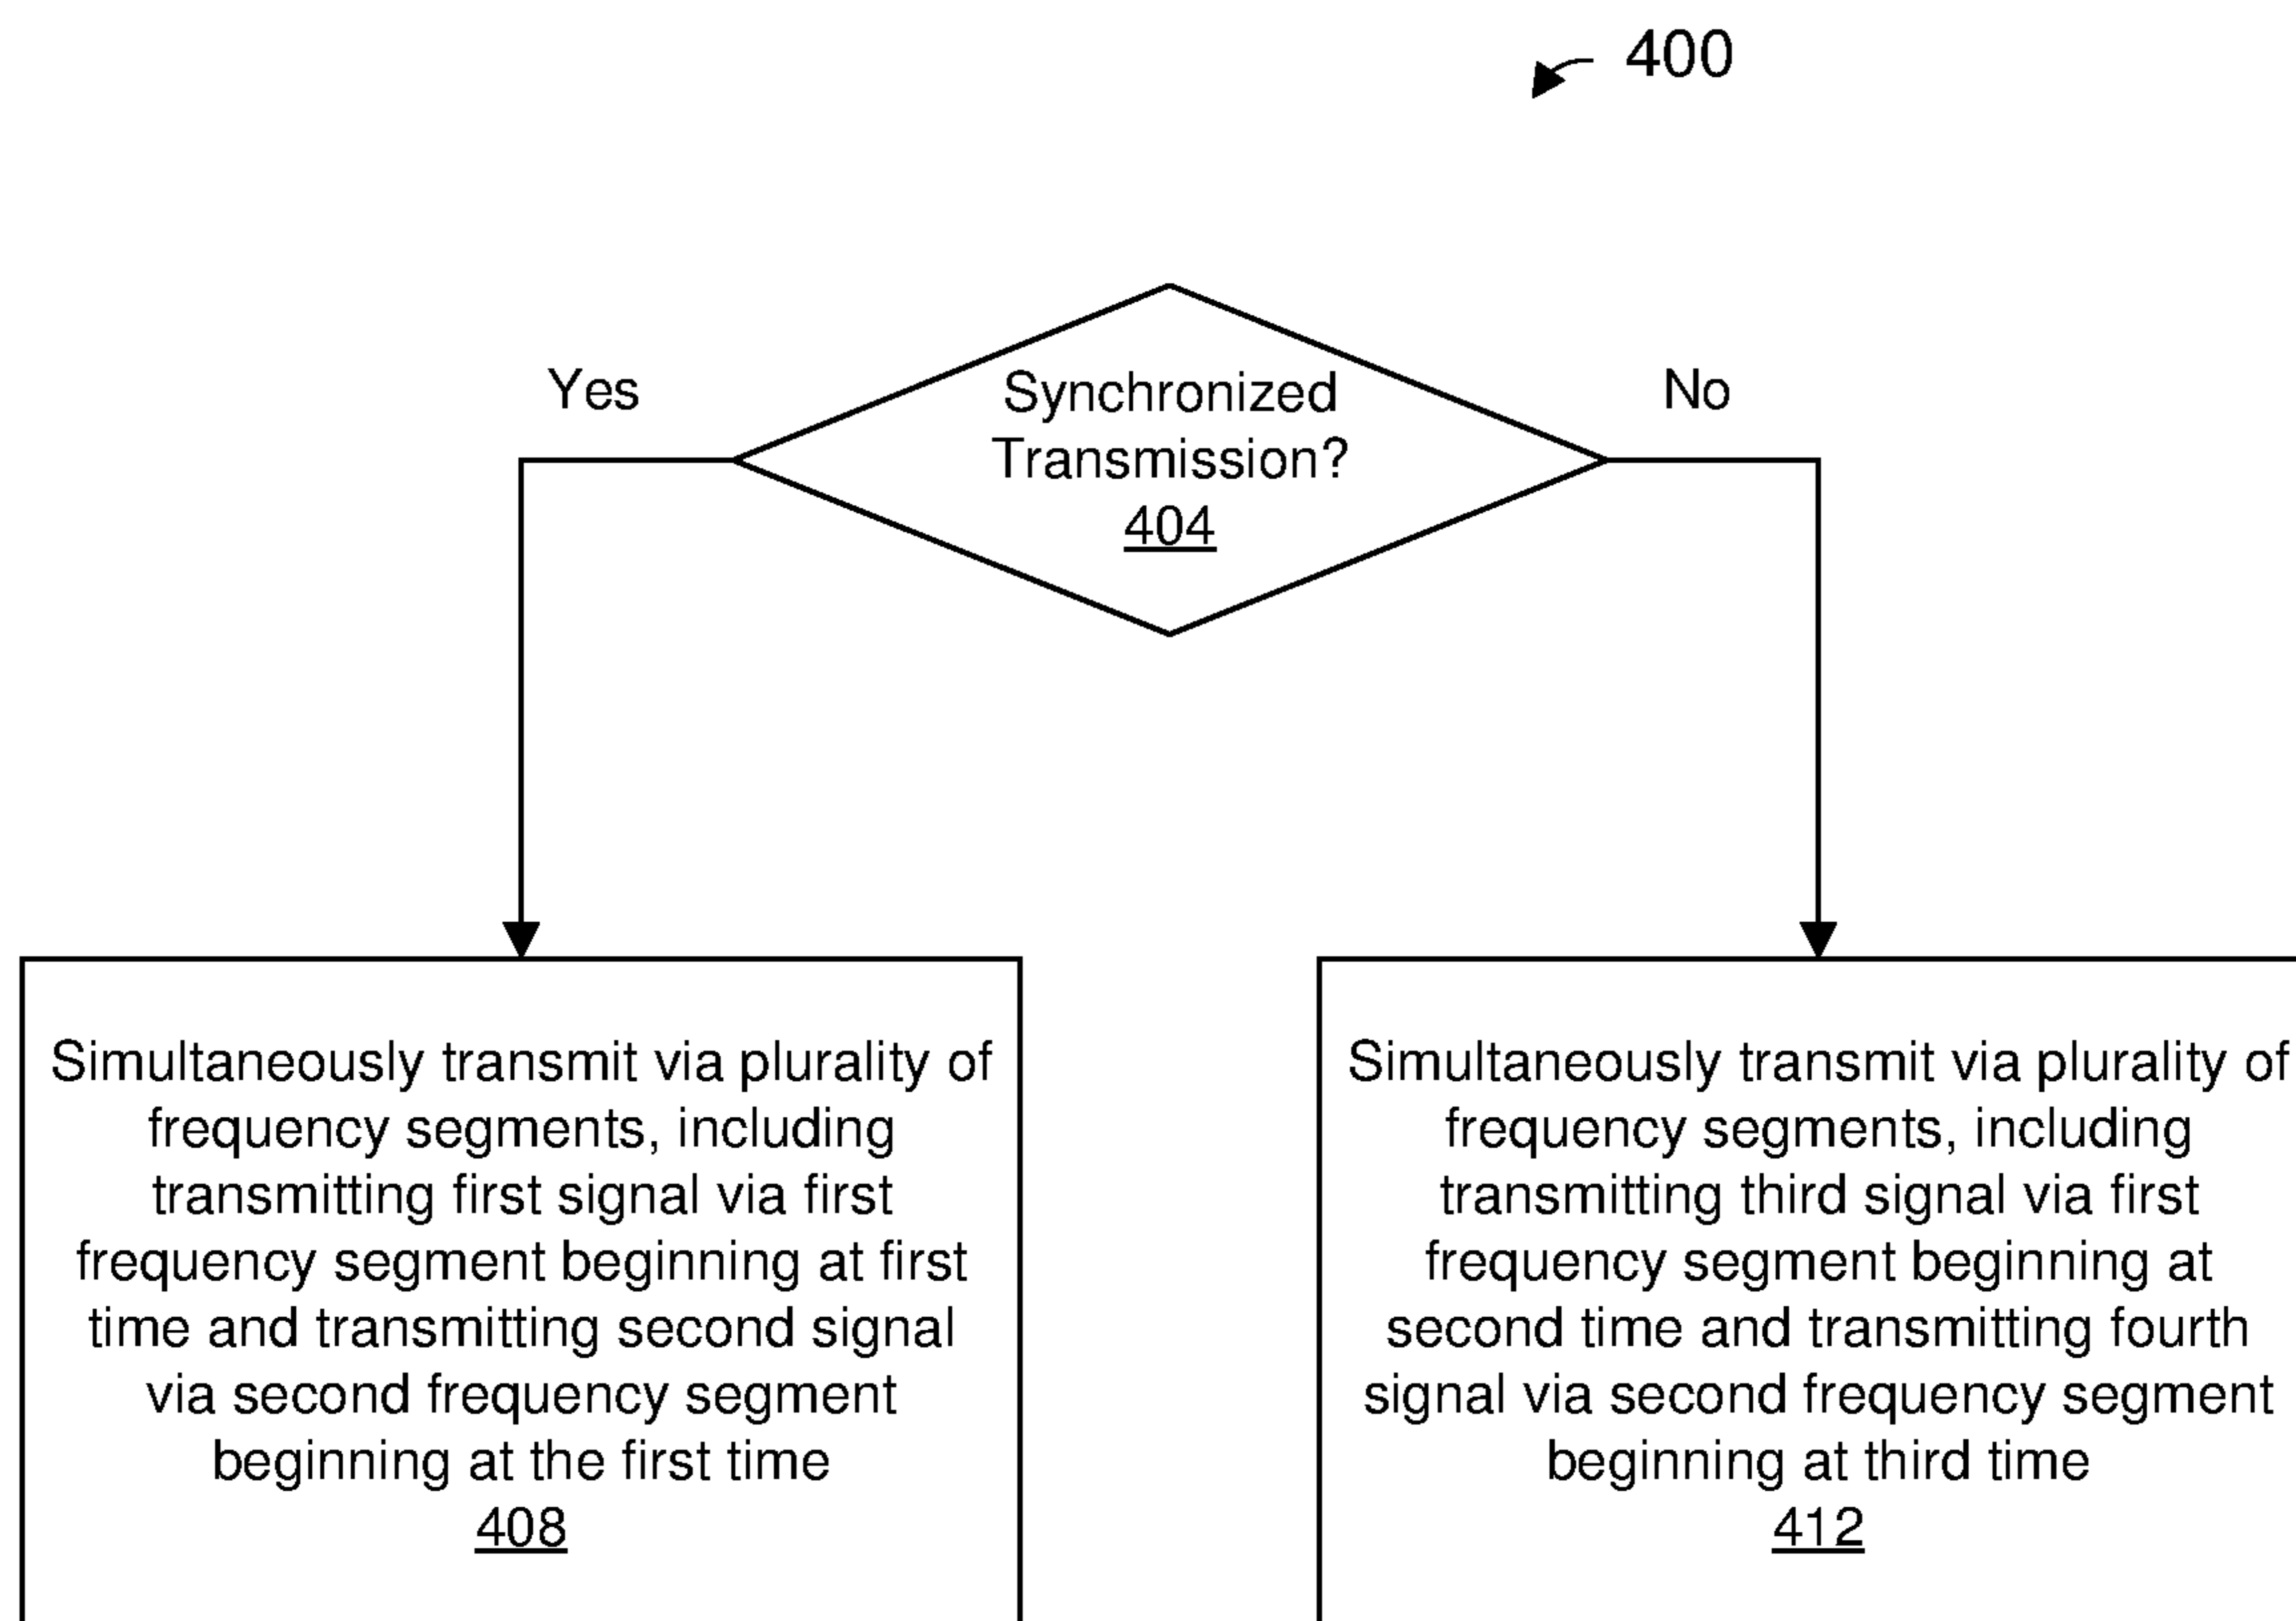 400
Yes
No
Synchronized
Transmission?
404
Simultaneously transmit via plurality of
frequency segments, including
transmitting first signal via first
frequency segment beginning at first
time and transmitting second signal
via second frequency segment
beginning at the first time
408
Simultaneously transmit via plurality of
frequency segments, including
transmitting third signal via first
frequency segment beginning at
second time and transmitting fourth
signal via second frequency segment
beginning at third time
412